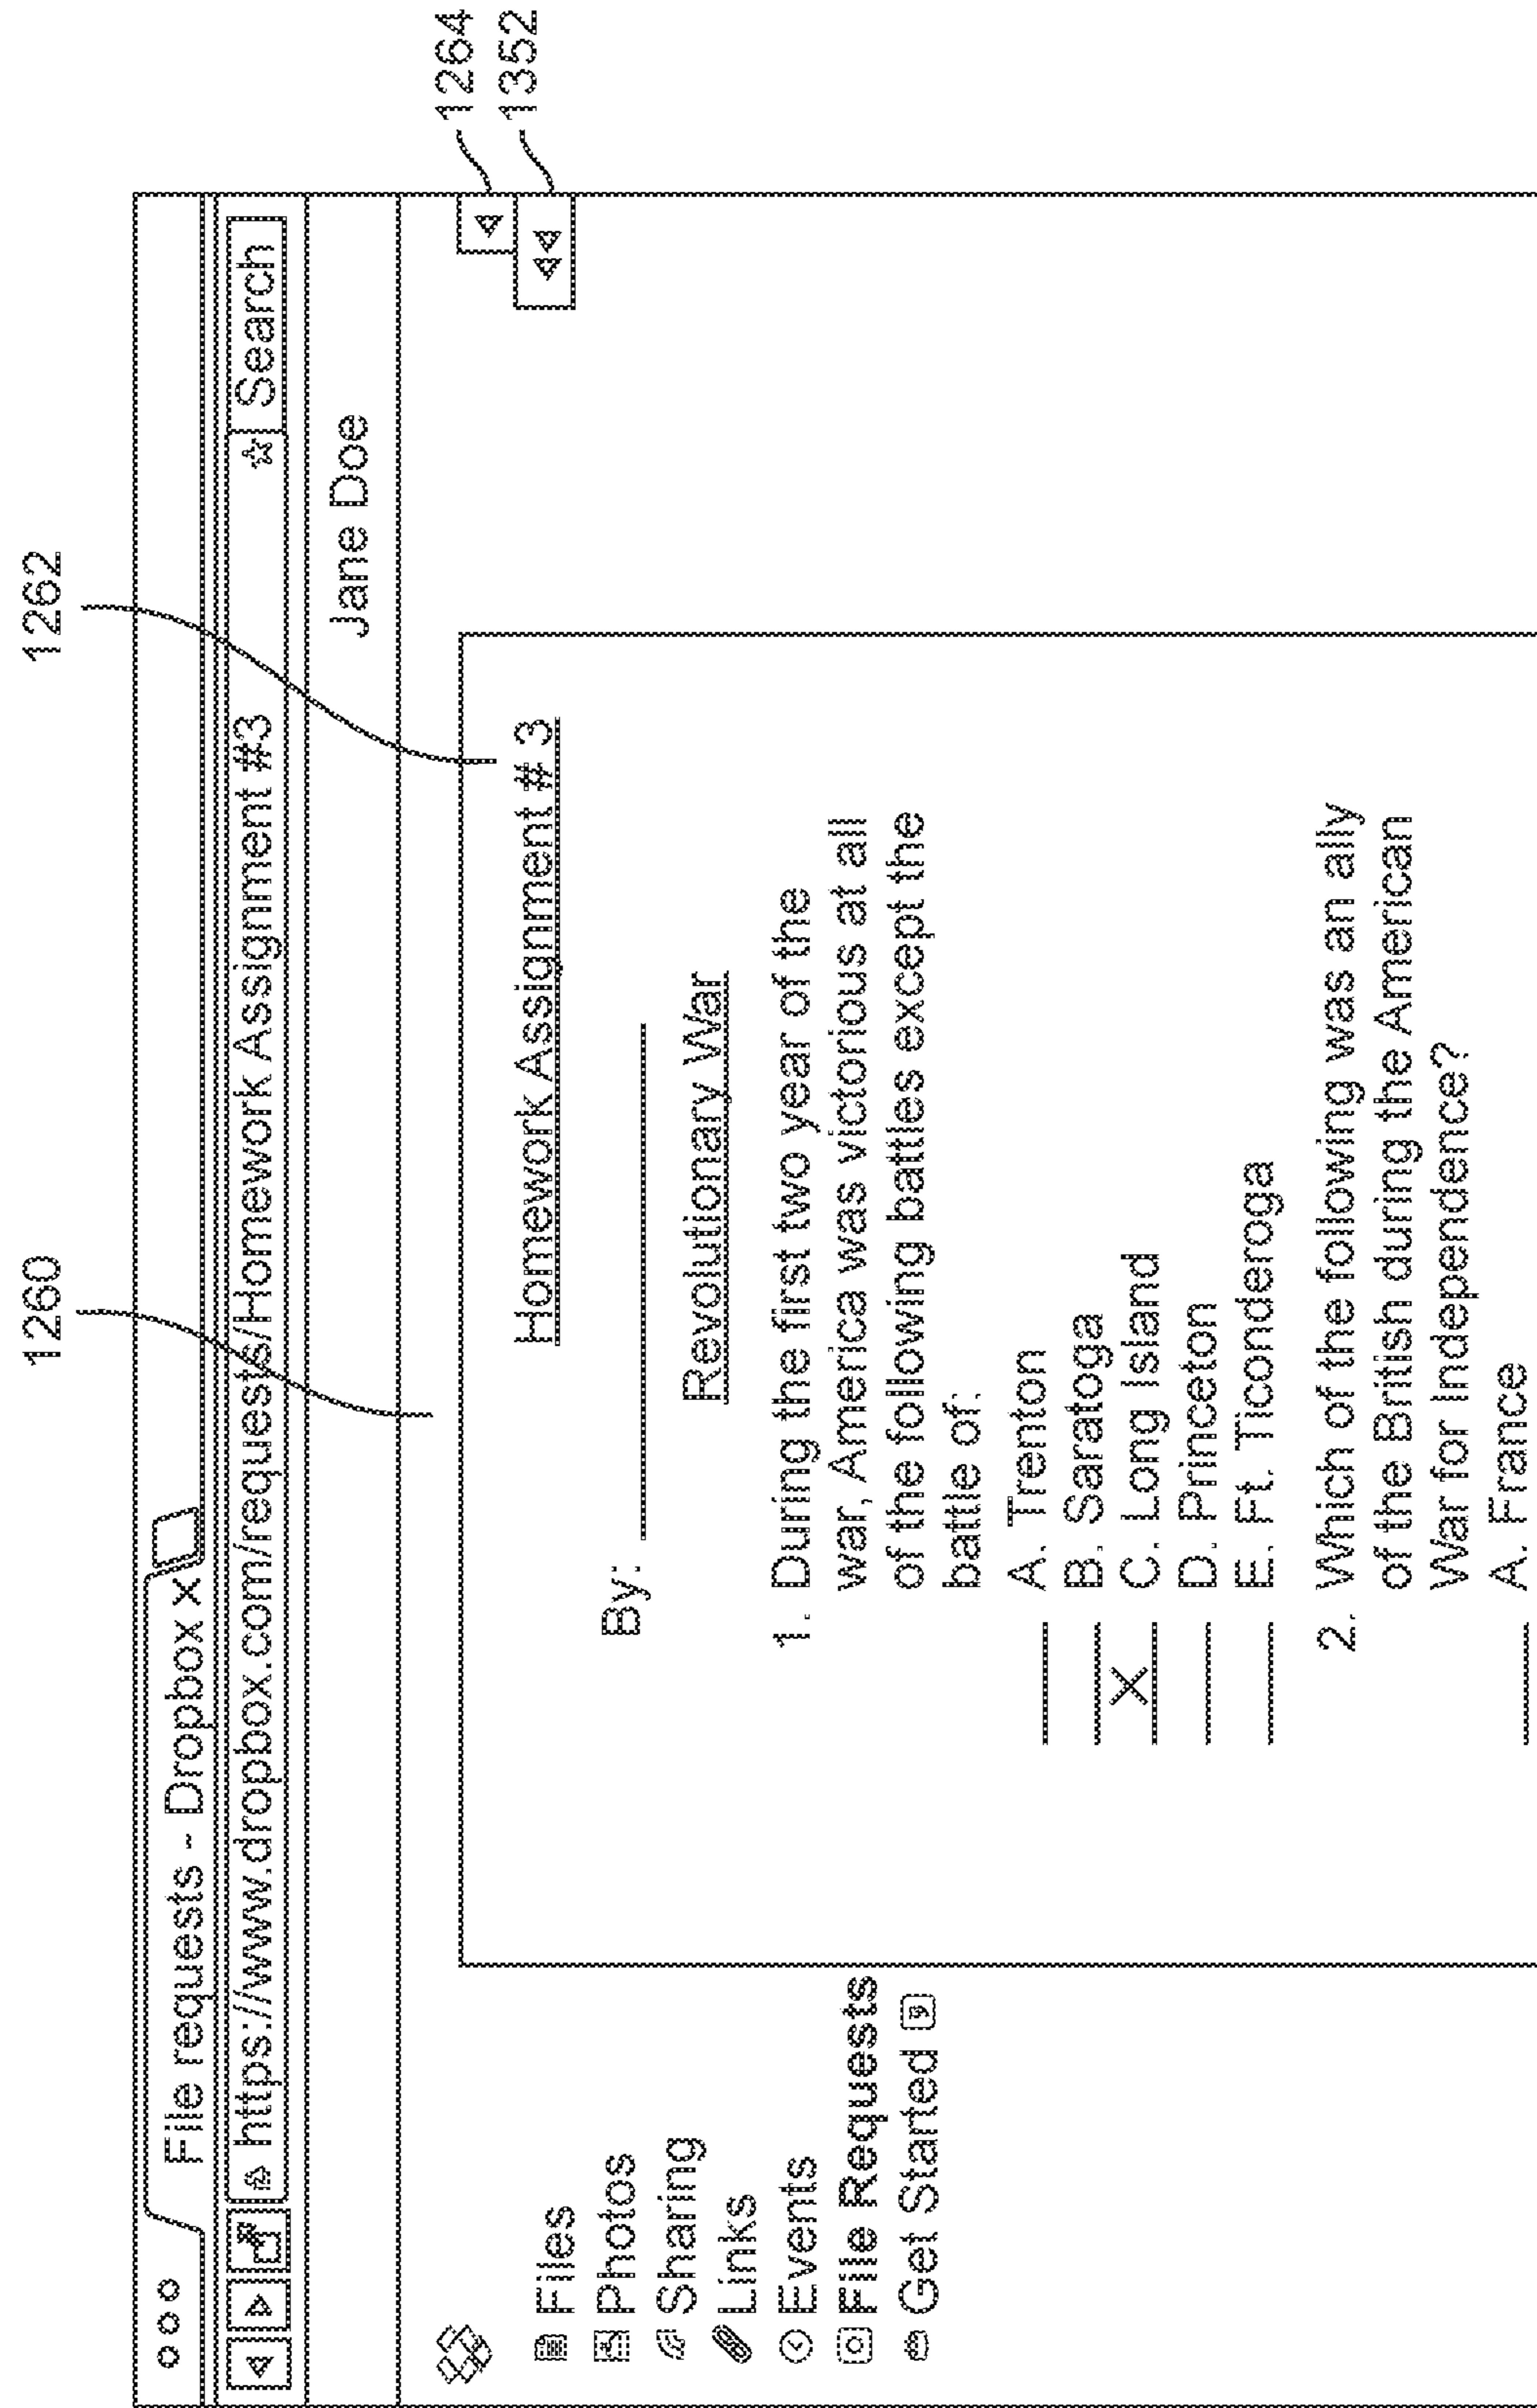 1260
1262
File requests - Dropbox x
https://www.dropbox.com/requests/Homework Assignment #3
Search
Jane Doe
1264
1352
Files
Photos
Sharing
Links
Events
File Requests
Get Started
Homework Assignment # 3
By:
Revolutionary War
1. During the first two year of the
war, America was victorious at all
of the following battles except the
battle of:
A. Trenton
B. Saratoga
X C. Long Island
D. Princeton
E. Ft. Ticonderoga
2. Which of the following was an ally
of the British during the American
War for Independence?
A. France